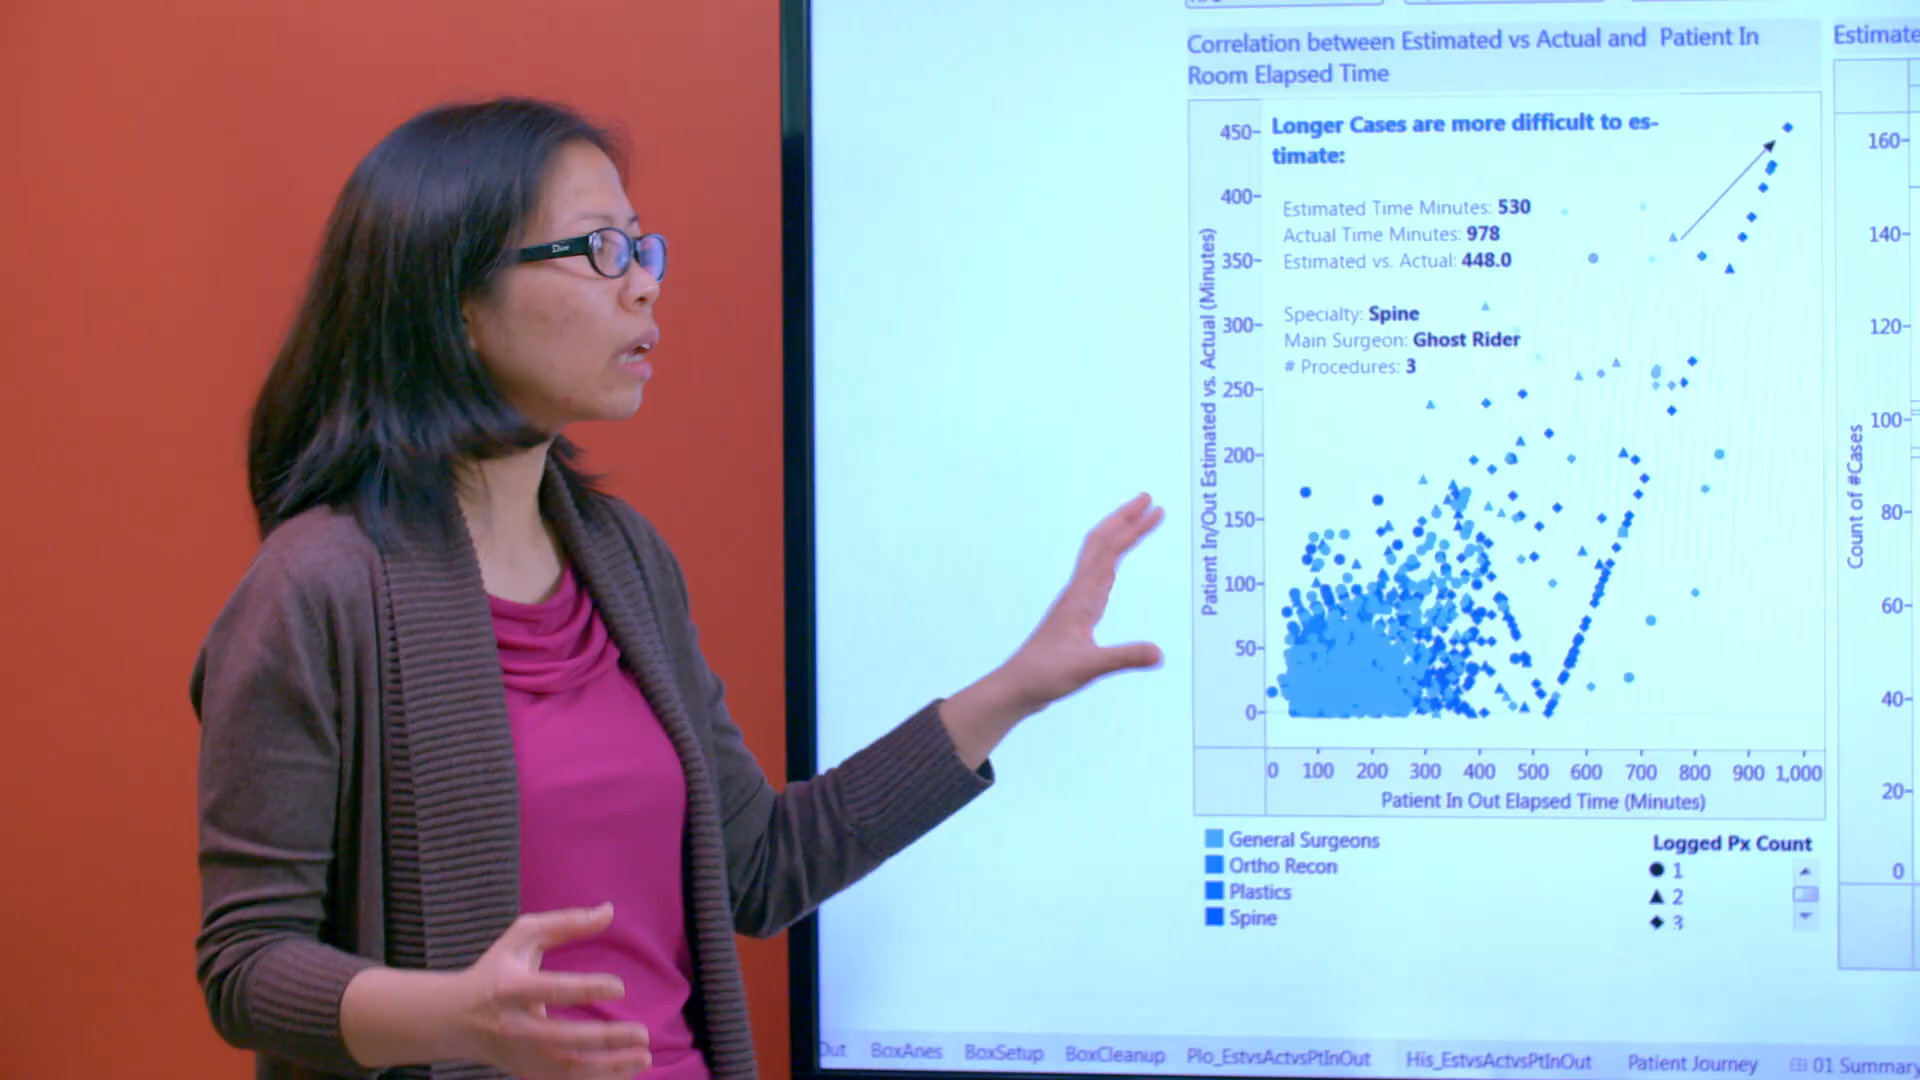 Correlation between Estimated vs Actual and Patient In
Room Elapsed Time
Estimate
Longer Cases are more difficult to es-
timate:
Estimated Time Minutes: 530
Actual Time Minutes: 978
Estimated vs. Actual: 448.0
Specialty: Spine
Main Surgeon: Ghost Rider
# Procedures: 3
Patient In/Out Estimated vs. Actual (Minutes)
450
400
350
300
250
200
150
100
50
0
0 100 200 300 400 500 600 700 800 900 1,000
Patient In Out Elapsed Time (Minutes)
Count of #Cases
160
140
120
100
80
60
40
20
0
General Surgeons
Ortho Recon
Plastics
Spine
Logged Px Count
1
2
3
Out BoxAnes BoxSetup BoxCleanup Plo_EstvsActvsPtInOut His_EstvsActvsPtInOut Patient Journey 01 Summary
Dior